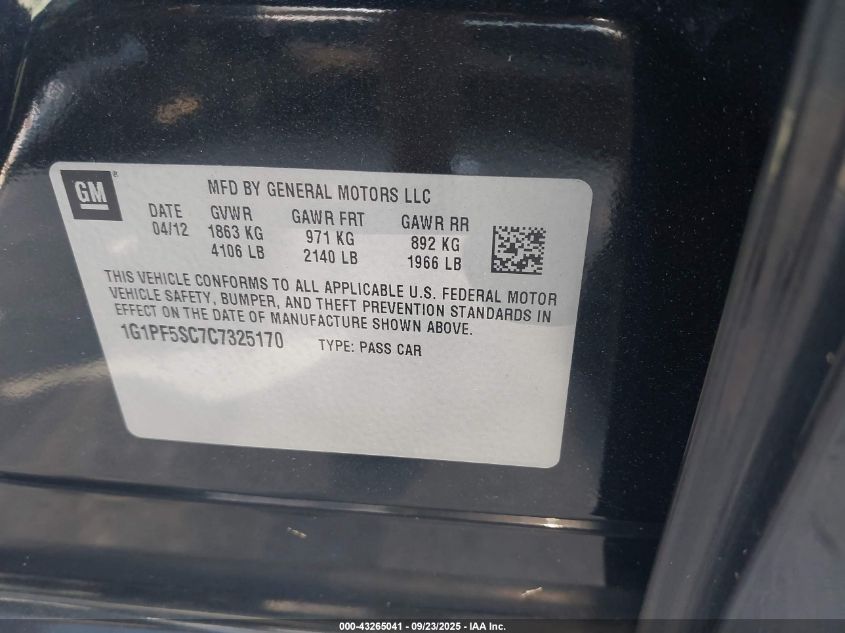 GM®
MFD BY GENERAL MOTORS LLC
DATE GVWR GAWR FRT GAWR RR
04/12 1863 KG 971 KG 892 KG
4106 LB 2140 LB 1966 LB
THIS VEHICLE CONFORMS TO ALL APPLICABLE U.S. FEDERAL MOTOR
VEHICLE SAFETY, BUMPER, AND THEFT PREVENTION STANDARDS IN
EFFECT ON THE DATE OF MANUFACTURE SHOWN ABOVE.
1G1PF5SC7C7325170 TYPE: PASS CAR
000-43265041 - 09/23/2025 - IAA Inc.